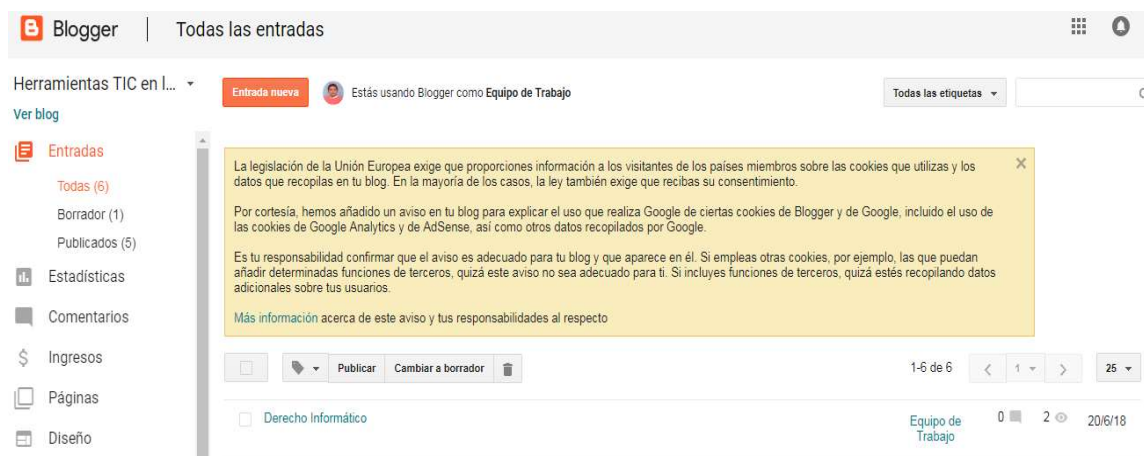 Blogger
Todas las entradas
Herramientas TIC en l...
Ver blog
Entrada nueva
Estás usando Blogger como Equipo de Trabajo
Todas las etiquetas
Entradas
Todas (6)
Borrador (1)
Publicados (5)
Estadísticas
Comentarios
Ingresos
Páginas
Diseño
La legislación de la Unión Europea exige que proporciones información a los visitantes de los países miembros sobre las cookies que utilizas y los
datos que recopilas en tu blog. En la mayoría de los casos, la ley también exige que recibas su consentimiento.
Por cortesía, hemos añadido un aviso en tu blog para explicar el uso que realiza Google de ciertas cookies de Blogger y de Google, incluido el uso de
las cookies de Google Analytics y de AdSense, así como otros datos recopilados por Google.
Es tu responsabilidad confirmar que el aviso es adecuado para tu blog y que aparece en él. Si empleas otras cookies, por ejemplo, las que puedan
añadir determinadas funciones de terceros, quizá este aviso no sea adecuado para ti. Si incluyes funciones de terceros, quizá estés recopilando datos
adicionales sobre tus usuarios.
Más información acerca de este aviso y tus responsabilidades al respecto
Publicar
Cambiar a borrador
1-6 de 6
1
25
Derecho Informático
Equipo de
Trabajo
0
2
20/6/18